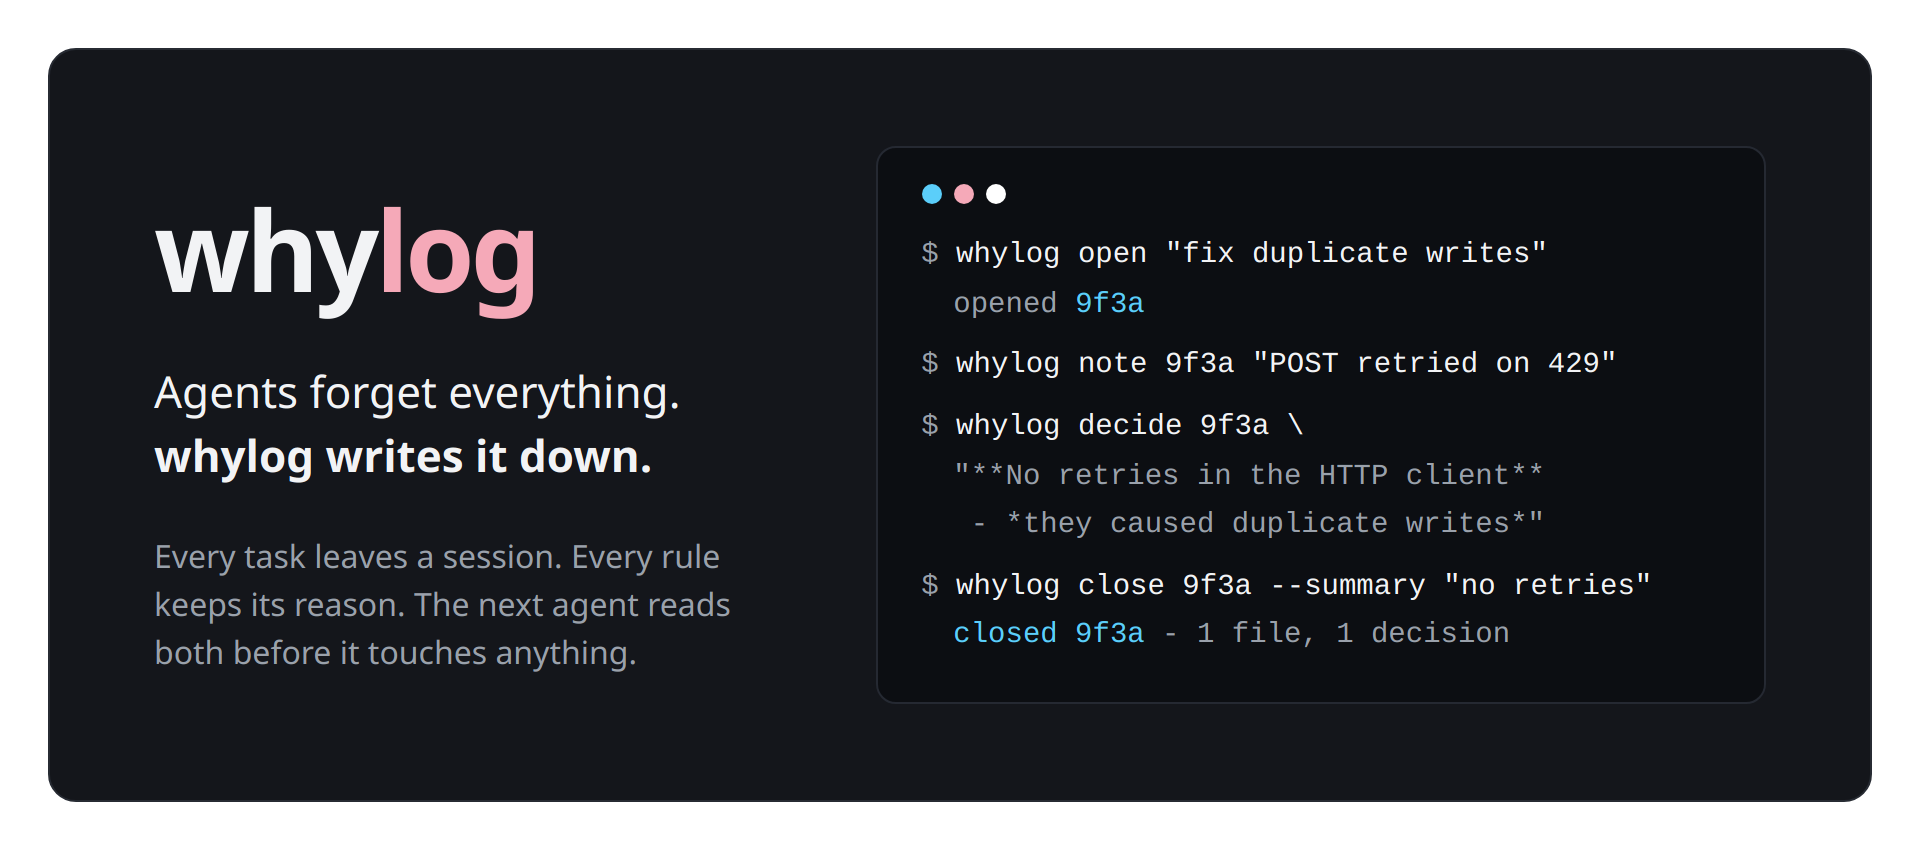 whylog
Agents forget everything.
whylog writes it down.
Every task leaves a session. Every rule
keeps its reason. The next agent reads
both before it touches anything.
$ whylog open "fix duplicate writes"
opened 9f3a
$ whylog note 9f3a "POST retried on 429"
$ whylog decide 9f3a \
"**No retries in the HTTP client**
- *they caused duplicate writes*"
$ whylog close 9f3a --summary "no retries"
closed 9f3a - 1 file, 1 decision